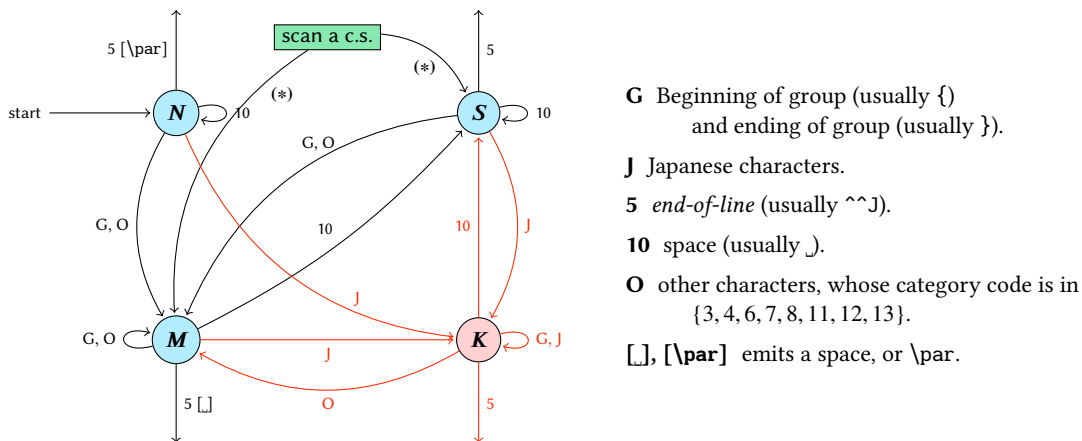 scan a c.s.
5 [\par]
5
(∗)
(∗)
start
N
10
S
10
G, O
G, O
10
10
J
J
G, O
M
J
K
G, J
O
5 [␣]
5
G Beginning of group (usually {)
and ending of group (usually }).
J Japanese characters.
5 end-of-line (usually ^^J).
10 space (usually ␣).
O other characters, whose category code is in
{3, 4, 6, 7, 8, 11, 12, 13}.
[␣], [\par] emits a space, or \par.